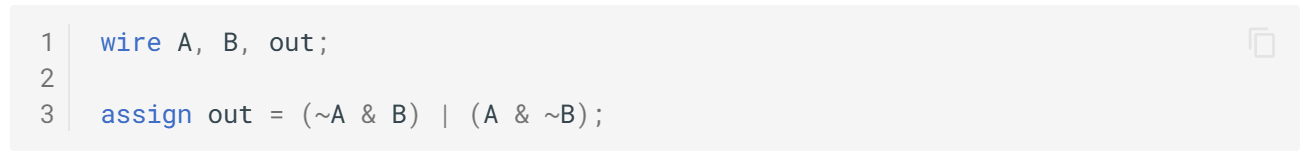 1 wire A, B, out;
2
3 assign out = (~A & B) | (A & ~B);